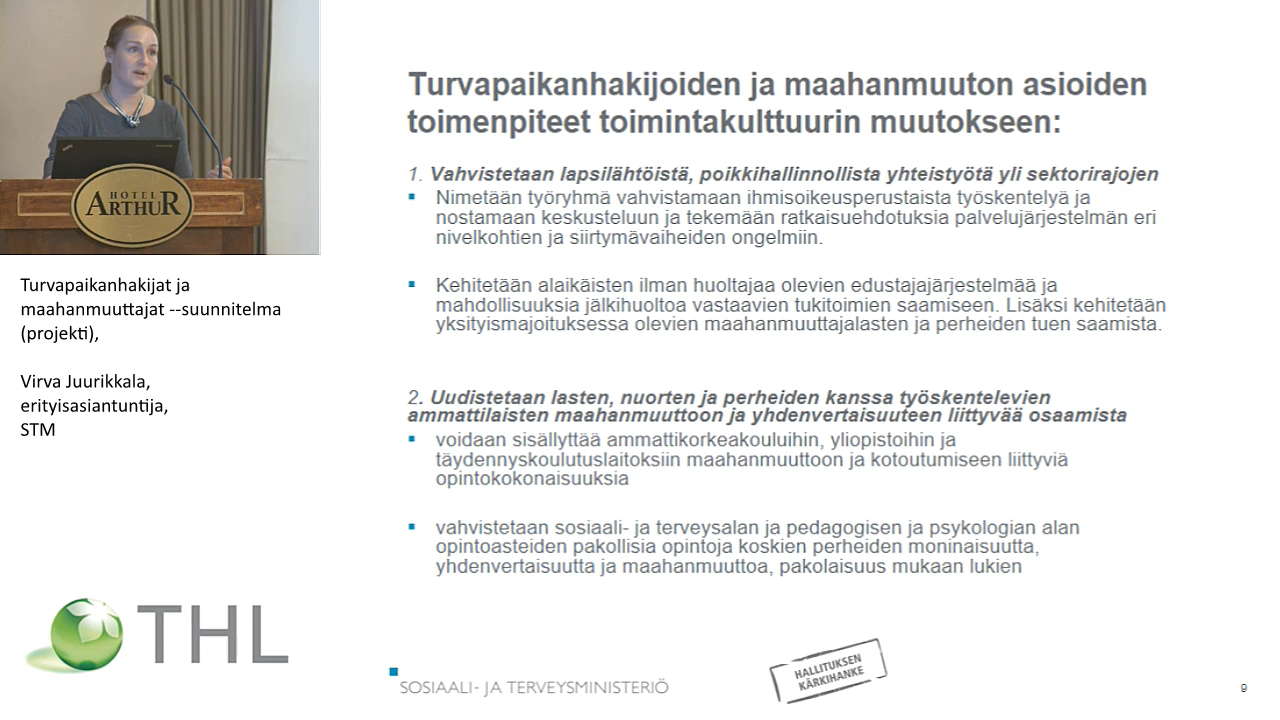 HOTEL
ARTHUR
Turvapaikanhakijat ja
maahanmuuttajat --suunnitelma
(projekti),
Virva Juurikkala,
erityisasiantuntija,
STM
THL
Turvapaikanhakijoiden ja maahanmuuton asioiden
toimenpiteet toimintakulttuurin muutokseen:
1. Vahvistetaan lapsilähtöistä, poikkihallinnollista yhteistyötä yli sektorirajojen
▪ Nimetään työryhmä vahvistamaan ihmisoikeusperustaista työskentelyä ja
nostamaan keskusteluun ja tekemään ratkaisuehdotuksia palvelujärjestelmän eri
nivelkohtien ja siirtymävaiheiden ongelmiin.
▪ Kehitetään alaikäisten ilman huoltajaa olevien edustajajärjestelmää ja
mahdollisuuksia jälkihuoltoa vastaavien tukitoimien saamiseen. Lisäksi kehitetään
yksityismajoituksessa olevien maahanmuuttajalasten ja perheiden tuen saamista.
2. Uudistetaan lasten, nuorten ja perheiden kanssa työskentelevien
ammattilaisten maahanmuuttoon ja yhdenvertaisuuteen liittyvää osaamista
▪ voidaan sisällyttää ammattikorkeakouluihin, yliopistoihin ja
täydennyskoulutuslaitoksiin maahanmuuttoon ja kotoutumiseen liittyviä
opintokokonaisuuksia
▪ vahvistetaan sosiaali- ja terveysalan ja pedagogisen ja psykologian alan
opintoasteiden pakollisia opintoja koskien perheiden moninaisuutta,
yhdenvertaisuutta ja maahanmuuttoa, pakolaisuus mukaan lukien
SOSIAALI- JA TERVEYSMINISTERIÖ
HALLITUKSEN
KÄRKIHANKE
9